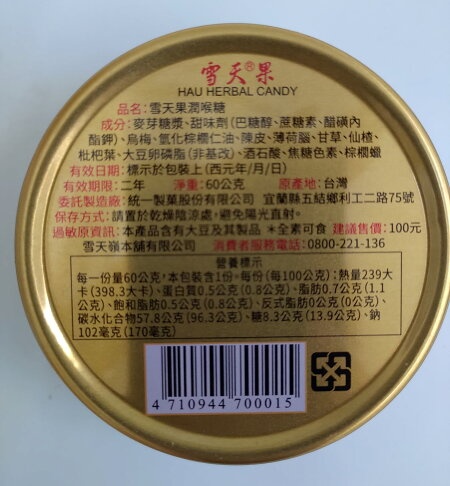 雪天果®
HAU HERBAL CANDY
品名:雪天果潤喉糖
成分:麥芽糖漿、甜味劑(巴糖醇、蔗糖素、醋磺內
酯鉀)、烏梅、氫化棕櫚仁油、陳皮、薄荷腦、甘草、仙楂、
枇杷葉、大豆卵磷脂(非基改)、酒石酸、焦糖色素、棕櫚蠟
有效日期:標示於包裝上(西元年/月/日)
有效期限:二年 淨重:60公克 原產地:台灣
委託製造廠:統一製菓股份有限公司 宜蘭縣五結鄉利工二路75號
保存方式:請置於乾燥陰涼處,避免陽光直射。
過敏原資訊:本產品含有大豆及其製品 *全素可食 建議售價:100元
雪天嶺本舖有限公司 消費者服務電話:0800-221-136
營養標示
每一份量60公克,本包裝含1份。每份(每100公克):熱量239大
卡(398.3大卡)、蛋白質0.5公克(0.8公克)、脂肪0.7公克(1.1
公克)、飽和脂肪0.5公克(0.8公克)、反式脂肪0公克(0公克)、
碳水化合物57.8公克(96.3公克)、糖8.3公克(13.9公克)、鈉
102毫克(170毫克)
4 710944 700015